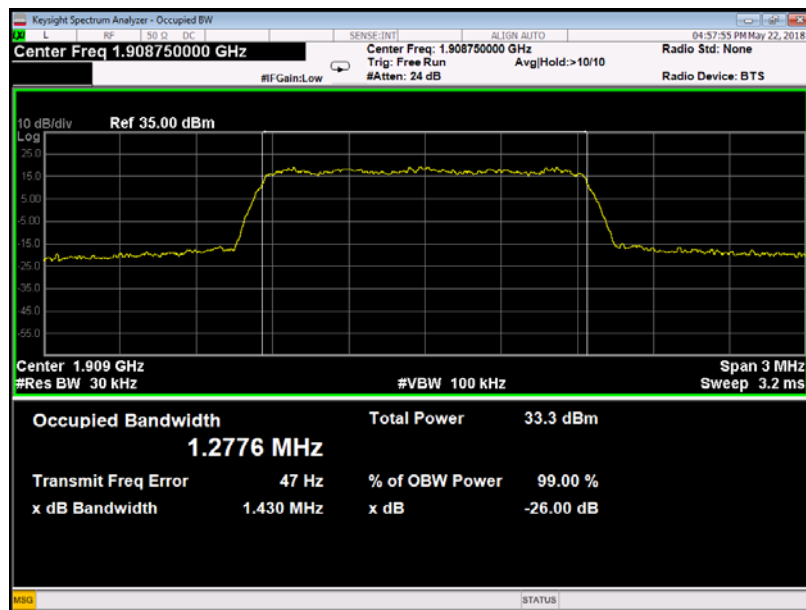 Keysight Spectrum Analyzer - Occupied BW
L RF 50 Ω DC SENSE:INT ALIGN AUTO 04:57:55 PM May 22, 2018
Center Freq 1.908750000 GHz
Center Freq: 1.908750000 GHz
Radio Std: None
Trig: Free Run Avg|Hold:>10/10
#IFGain:Low #Atten: 24 dB Radio Device: BTS
10 dB/div Ref 35.00 dBm
Log
25.0
15.0
5.00
-5.00
-15.0
-25.0
-35.0
-45.0
-55.0
Center 1.909 GHz Span 3 MHz
#Res BW 30 kHz #VBW 100 kHz Sweep 3.2 ms
Occupied Bandwidth Total Power 33.3 dBm
1.2776 MHz
Transmit Freq Error 47 Hz % of OBW Power 99.00 %
x dB Bandwidth 1.430 MHz x dB -26.00 dB
MSG STATUS